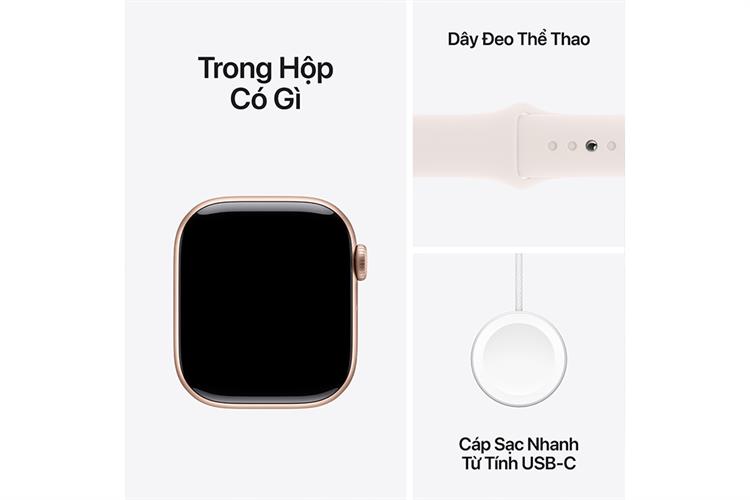 Trong Hộp
Có Gì
Dây Đeo Thể Thao
Cáp Sạc Nhanh
Từ Tính USB-C